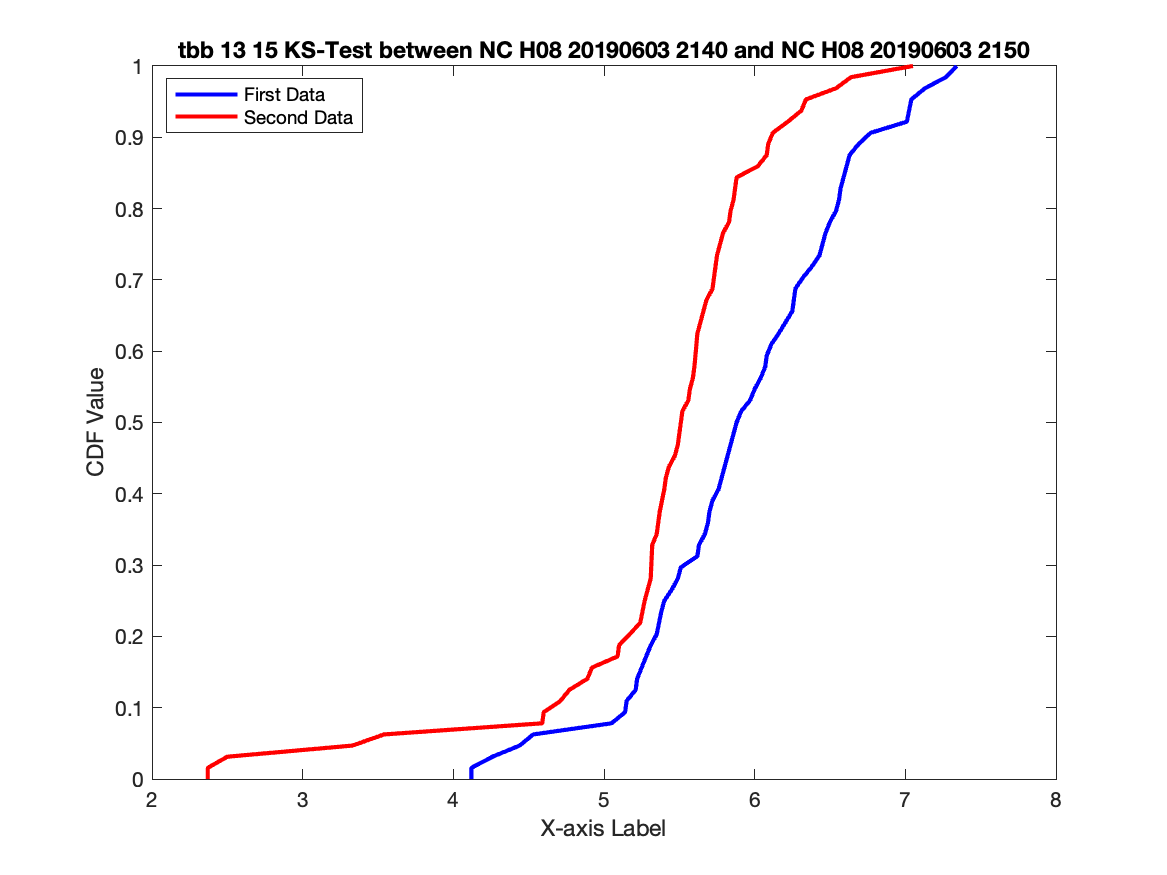 tbb 13 15 KS-Test between NC H08 20190603 2140 and NC H08 20190603 2150
First Data
Second Data
1
0.9
0.8
0.7
0.6
0.5
0.4
0.3
0.2
0.1
0
CDF Value
2 3 4 5 6 7 8
X-axis Label